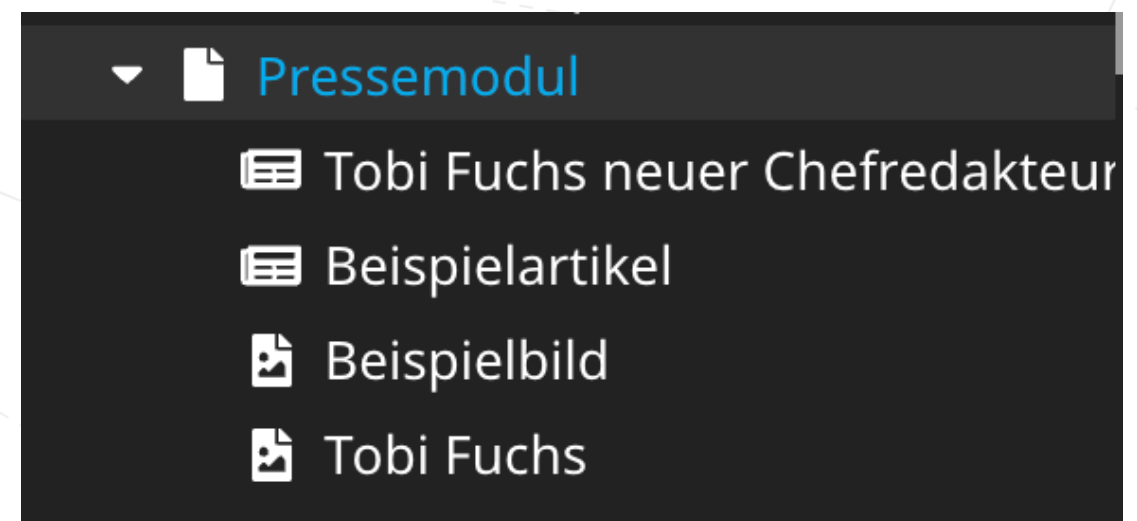 Pressemodul
Tobi Fuchs neuer Chefredakteur
Beispielartikel
Beispielbild
Tobi Fuchs